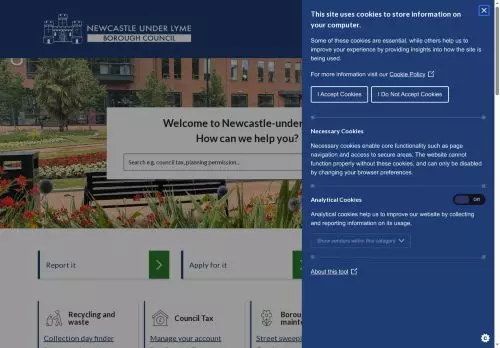 NEWCASTLE UNDER LYME
BOROUGH COUNCIL
Welcome to Newcastle-under-
How can we help you?
Search e.g. council tax, planning permission...
Report it
Apply for it
Recycling and
waste
Collection day finder
Council Tax
Manage your account
Borou
mainte
Street sweep
This site uses cookies to store information on
your computer.
Some of these cookies are essential, while others help us to
improve your experience by providing insights into how the site is
being used.
For more information visit our Cookie Policy
I Accept Cookies
I Do Not Accept Cookies
Necessary Cookies
Necessary cookies enable core functionality such as page
navigation and access to secure areas. The website cannot
function properly without these cookies, and can only be disabled
by changing your browser preferences.
Analytical Cookies
Off
Analytical cookies help us to improve our website by collecting
and reporting information on its usage.
Show vendors within this category
About this tool